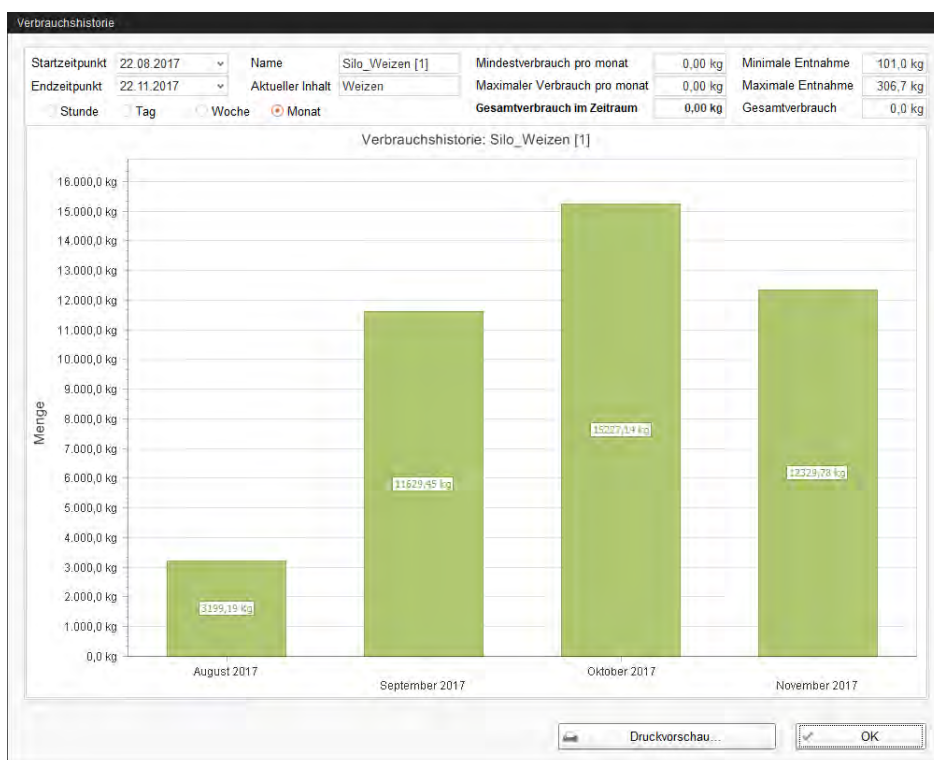 Verbrauchshistorie
Startzeitpunkt 22.08.2017 Name Silo_Weizen [1] Mindestverbrauch pro monat 0,00 kg Minimale Entnahme 101,0 kg
Endzeitpunkt 22.11.2017 Aktueller Inhalt Weizen Maximaler Verbrauch pro monat 0,00 kg Maximale Entnahme 306,7 kg
Stunde Tag Woche Monat Gesamtverbrauch im Zeitraum 0,00 kg Gesamtverbrauch 0,0 kg
Verbrauchshistorie: Silo_Weizen [1]
16.000,0 kg
15.000,0 kg
14.000,0 kg
13.000,0 kg
12.000,0 kg
11.000,0 kg
10.000,0 kg
9.000,0 kg
8.000,0 kg
7.000,0 kg
6.000,0 kg
5.000,0 kg
4.000,0 kg
3.000,0 kg
2.000,0 kg
1.000,0 kg
0,0 kg
Menge
3199,19 kg
11629,45 kg
15227,14 kg
12329,78 kg
August 2017
September 2017
Oktober 2017
November 2017
Druckvorschau...
OK